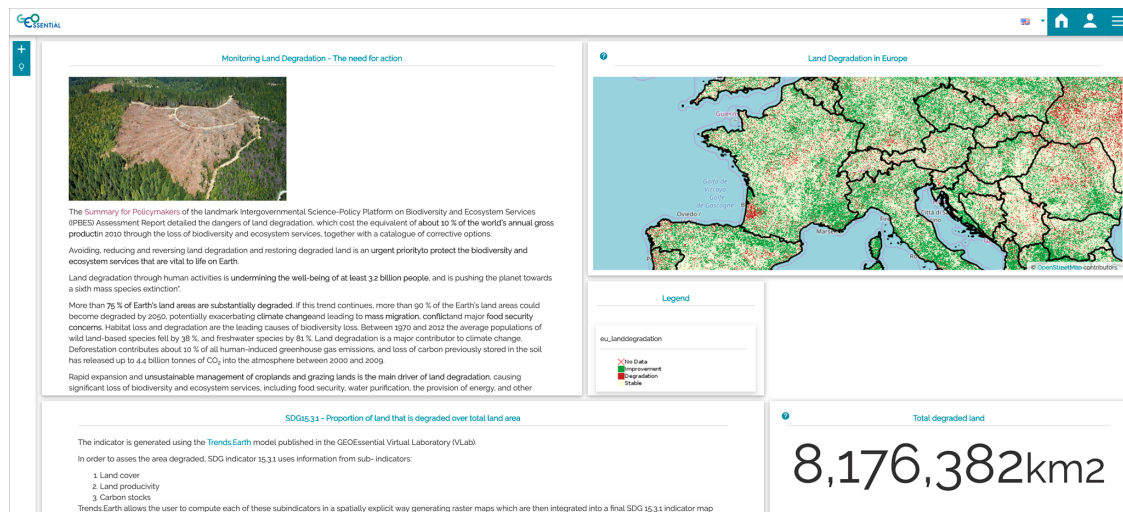 GEOSSENTIAL
Monitoring Land Degradation - The need for action
The Summary for Policymakers of the landmark Intergovernmental Science-Policy Platform on Biodiversity and Ecosystem Services
(IPBES) Assessment Report detailed the dangers of land degradation, which cost the equivalent of about 10 % of the world's annual gross
productin 2010 through the loss of biodiversity and ecosystem services, together with a catalogue of corrective options.
Avoiding, reducing and reversing land degradation and restoring degraded land is an urgent priorityto protect the biodiversity and
ecosystem services that are vital to life on Earth.
Land degradation through human activities is undermining the well-being of at least 3.2 billion people, and is pushing the planet towards
a sixth mass species extinction".
More than 75 % of Earth's land areas are substantially degraded. If this trend continues, more than 90 % of the Earth's land areas could
become degraded by 2050, potentially exacerbating climate changeand leading to mass migration, conflictand major food security
concerns. Habitat loss and degradation are the leading causes of biodiversity loss. Between 1970 and 2012 the average populations of
wild land-based species fell by 38 %, and freshwater species by 81 %. Land degradation is a major contributor to climate change.
Deforestation contributes about 10 % of all human-induced greenhouse gas emissions, and loss of carbon previously stored in the soil
has released up to 4.4 billion tonnes of CO₂ into the atmosphere between 2000 and 2009.
Rapid expansion and unsustainable management of croplands and grazing lands is the main driver of land degradation, causing
significant loss of biodiversity and ecosystem services, including food security, water purification, the provision of energy, and other
Land Degradation in Europe
Golfo de
Vizcaya
Golfe
de Gascogne
Oviedo
Città di S
© OpenStreetMap contributors.
Legend
eu_landdegradation
No Data
Improvement
Degradation
Stable
SDG15.3.1 - Proportion of land that is degraded over total land area
The indicator is generated using the Trends.Earth model published in the GEOEssential Virtual Laboratory (VLab).
In order to asses the area degraded, SDG indicator 15.3.1 uses information from sub- indicators:
1. Land cover
2. Land producivity
3. Carbon stocks
Trends.Earth allows the user to compute each of these subindicators in a spatially explicit way generating raster maps which are then integrated into a final SDG 15.3.1 indicator map
Total degraded land
8,176,382km2